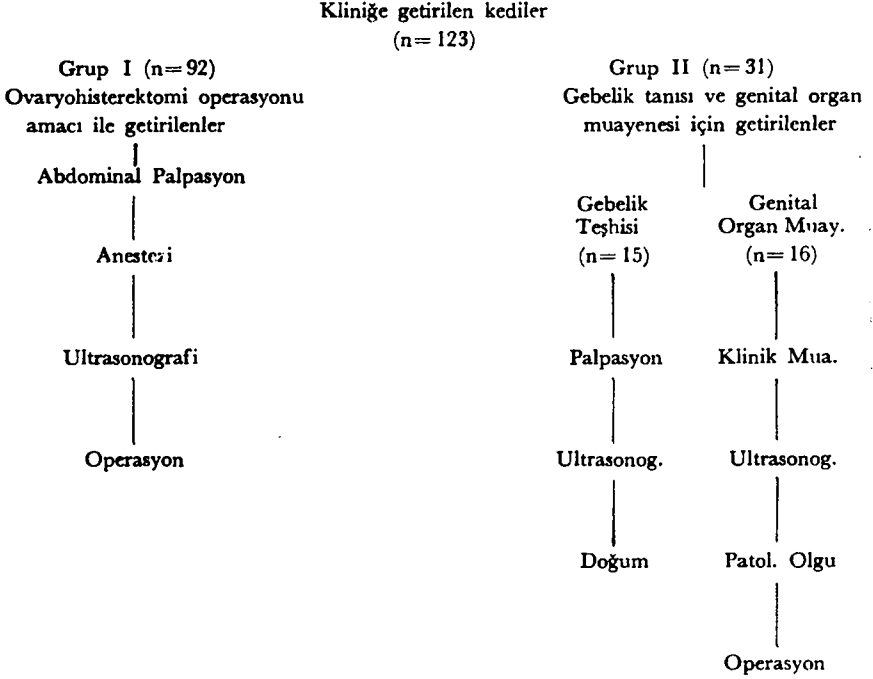 Kliniğe getirilen kediler
(n=123)
Grup I (n=92)
Ovaryohisterektomi operasyonu
amacı ile getirilenler
Abdominal Palpasyon
Anestezi
Ultrasonografi
Operasyon
Grup II (n=31)
Gebelik tanısı ve genital organ
muayenesi için getirilenler
Gebelik
Teşhisi
(n=15)
Palpasyon
Ultrasonog.
Doğum
Genital
Organ Muay.
(n=16)
Klinik Mua.
Ultrasonog.
Patol. Olgu
Operasyon